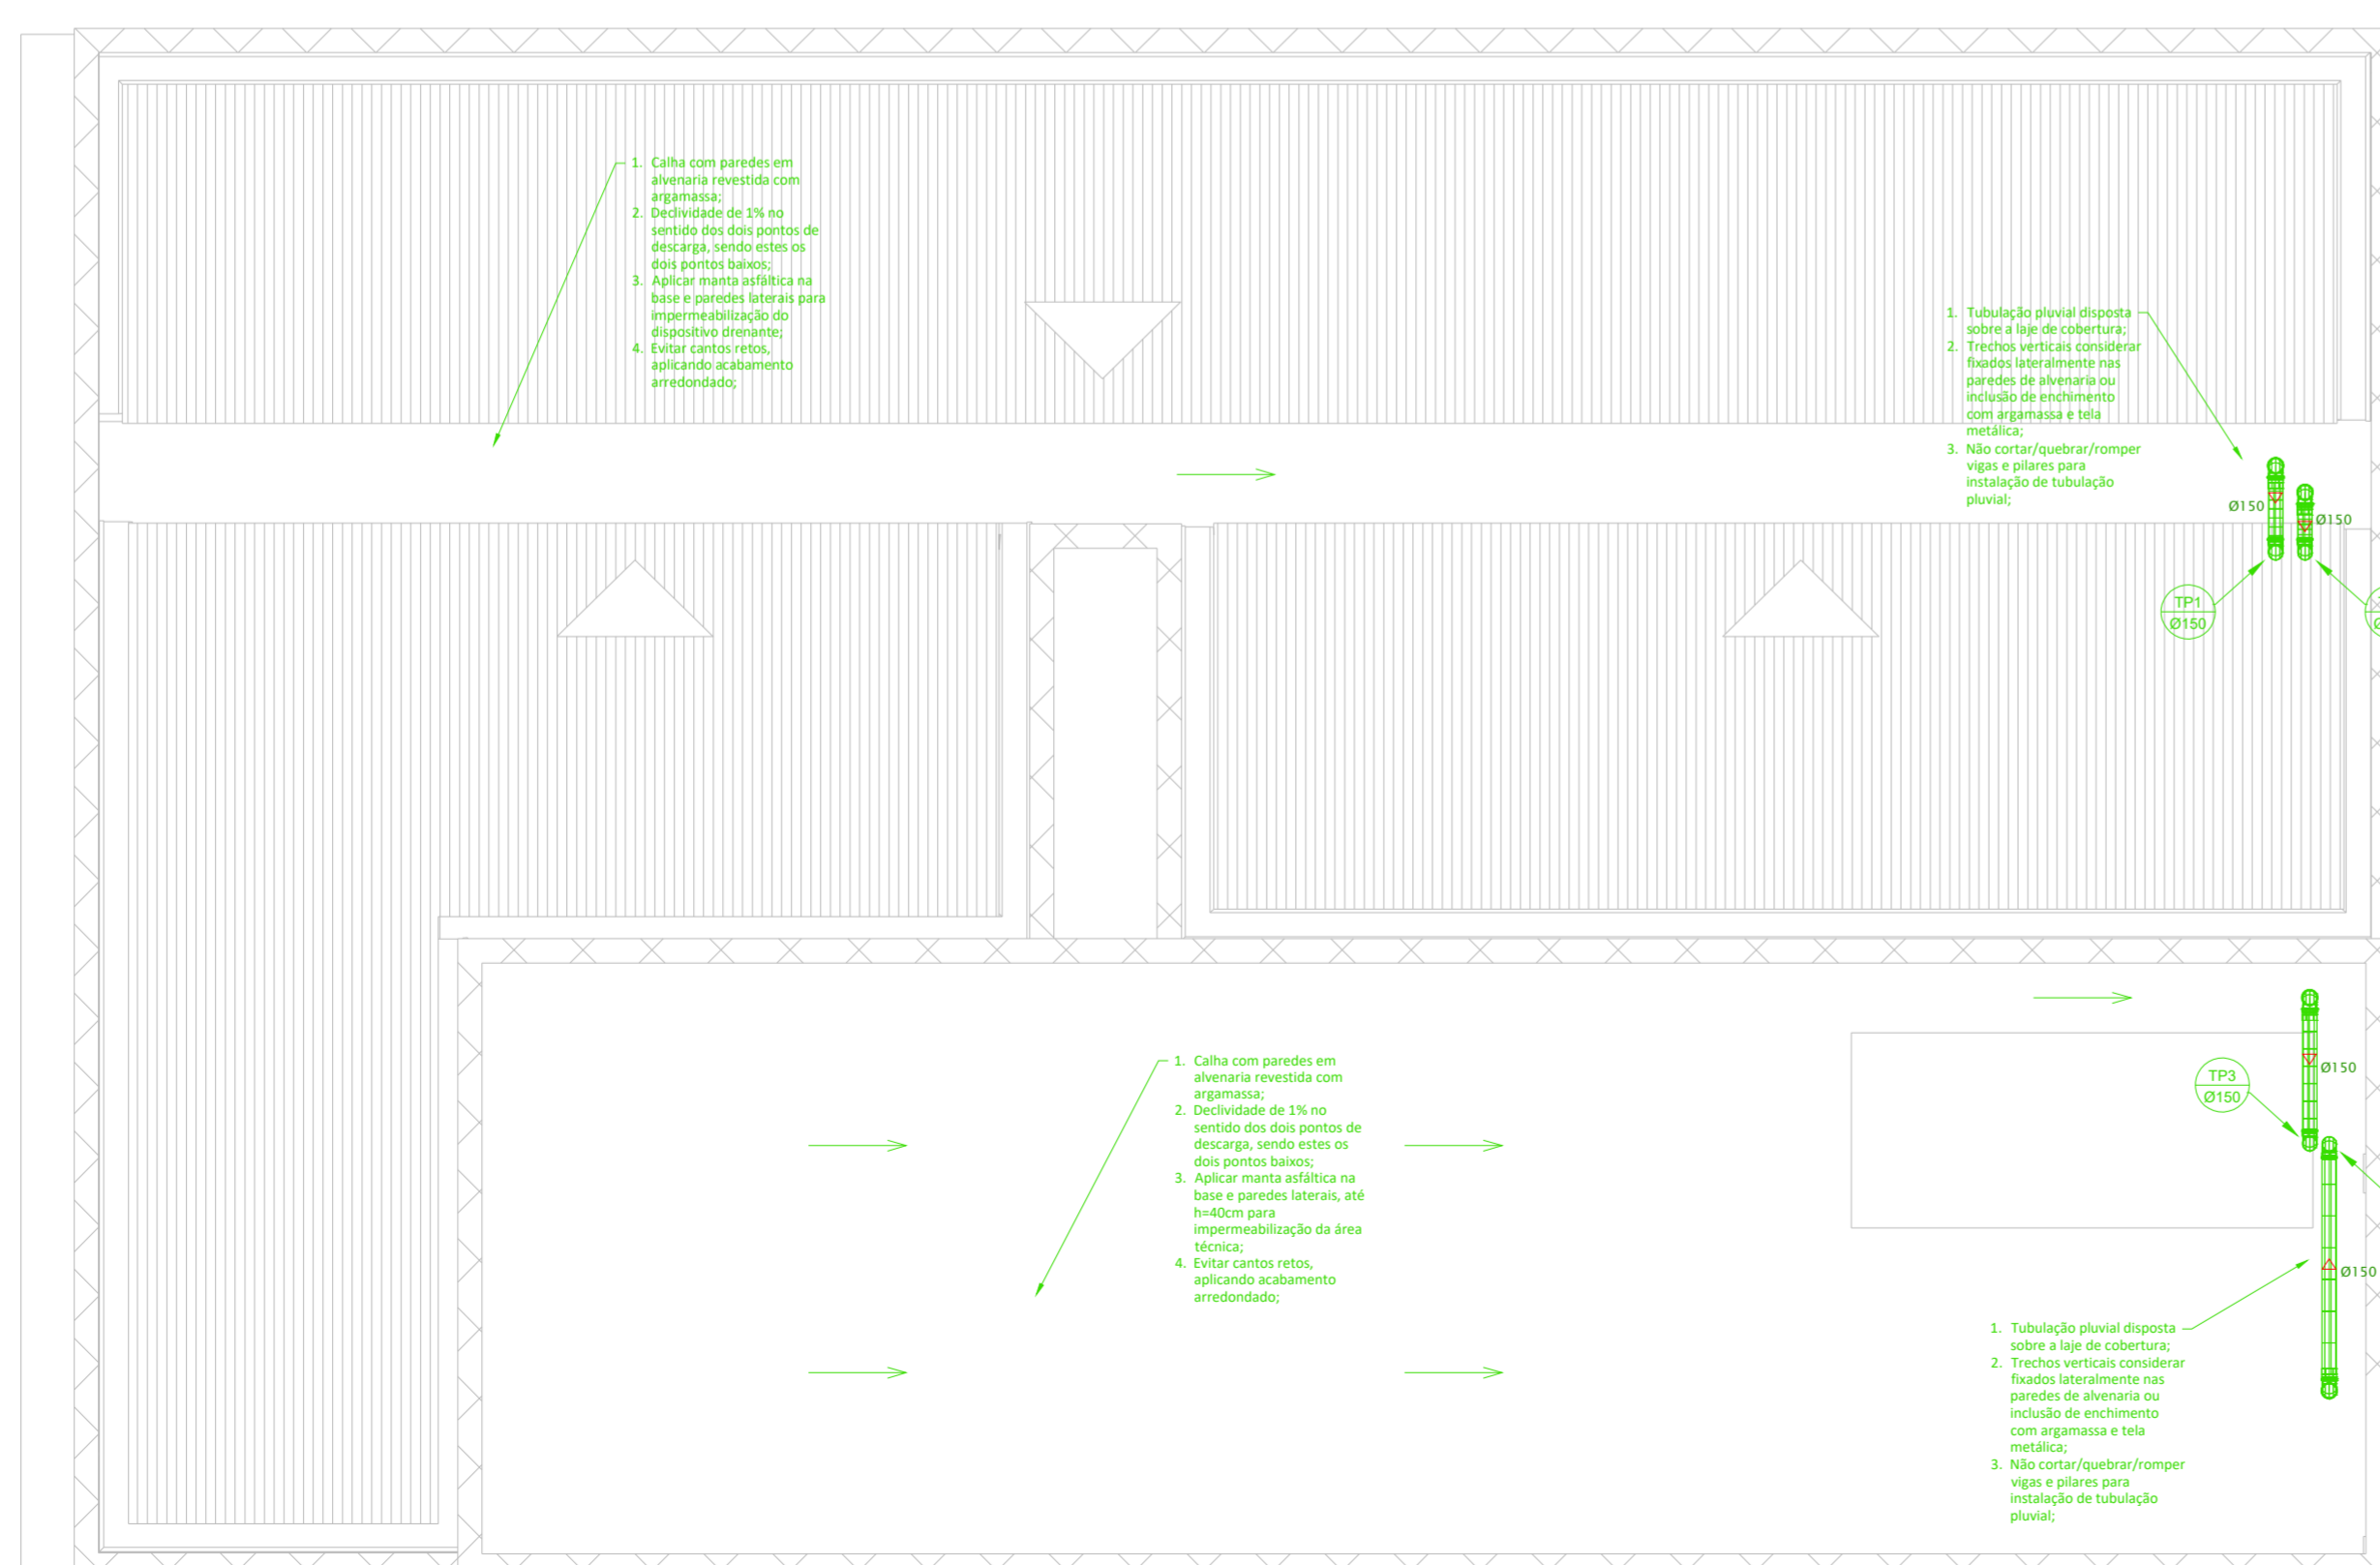 1. Calha com paredes em
alvenaria revestida com
argamassa;
2. Declividade de 1% no
sentido dos dois pontos de
descarga, sendo estes os
dois pontos baixos;
3. Aplicar manta asfáltica na
base e paredes laterais para
impermeabilização do
dispositivo drenante;
4. Evitar cantos retos,
aplicando acabamento
arredondado;
1. Tubulação pluvial disposta
sobre a laje de cobertura;
2. Trechos verticais considerar
fixados lateralmente nas
paredes de alvenaria ou
inclusão de enchimento
com argamassa e tela
metálica;
3. Não cortar/quebrar/romper
vigas e pilares para
instalação de tubulação
pluvial;
Ø150
Ø150
TP1
Ø150
1. Calha com paredes em
alvenaria revestida com
argamassa;
2. Declividade de 1% no
sentido dos dois pontos de
descarga, sendo estes os
dois pontos baixos;
3. Aplicar manta asfáltica na
base e paredes laterais, até
h=40cm para
impermeabilização da área
técnica;
4. Evitar cantos retos,
aplicando acabamento
arredondado;
Ø150
TP3
Ø150
Ø150
1. Tubulação pluvial disposta
sobre a laje de cobertura;
2. Trechos verticais considerar
fixados lateralmente nas
paredes de alvenaria ou
inclusão de enchimento
com argamassa e tela
metálica;
3. Não cortar/quebrar/romper
vigas e pilares para
instalação de tubulação
pluvial;